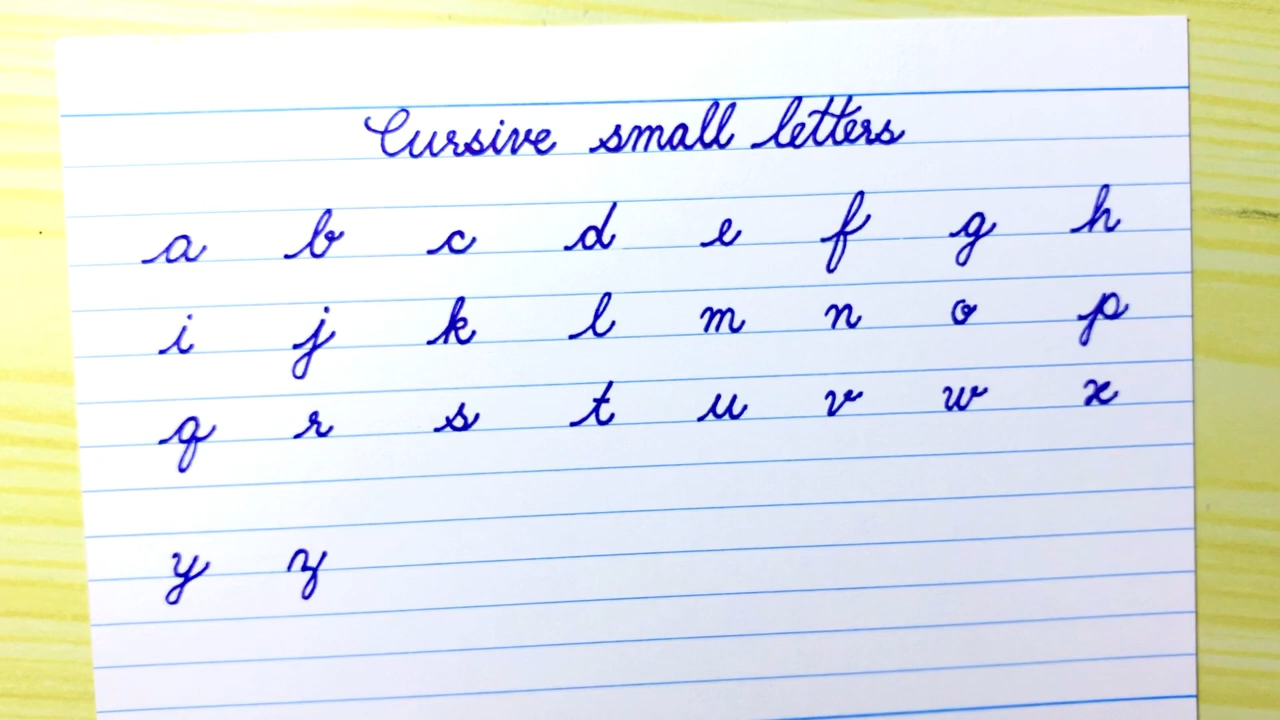 Cursive small letters
a b c d e f g h
i j k l m n o p
q r s t u v w x
y z